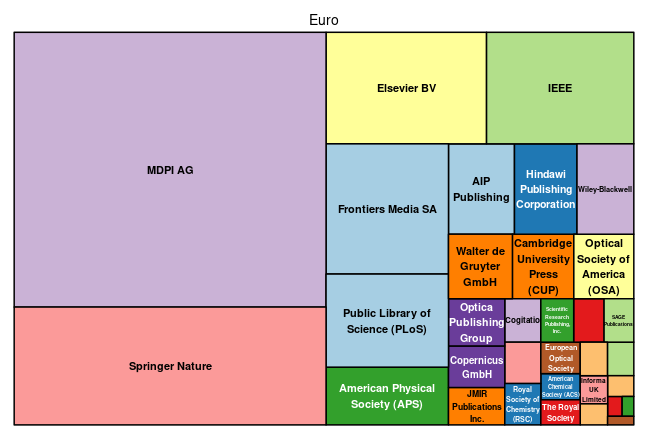 Euro
MDPI AG
Springer Nature
Elsevier BV
IEEE
Frontiers Media SA
AIP
Publishing
Hindawi
Publishing
Corporation
Wiley-Blackwell
Walter de
Gruyter
GmbH
Cambridge
University
Press
(CUP)
Optical
Society of
America
(OSA)
Public Library of
Science (PLoS)
American Physical
Society (APS)
Optica
Publishing
Group
Copernicus
GmbH
JMIR
Publications
Inc.
Cogitatio
Scientific
Research
Publishing,
Inc.
SAGE
Publications
European
Optical
Society
Royal
Society of
Chemistry
(RSC)
American
Chemical
Society (ACS)
The Royal
Society
Informa
UK
Limited